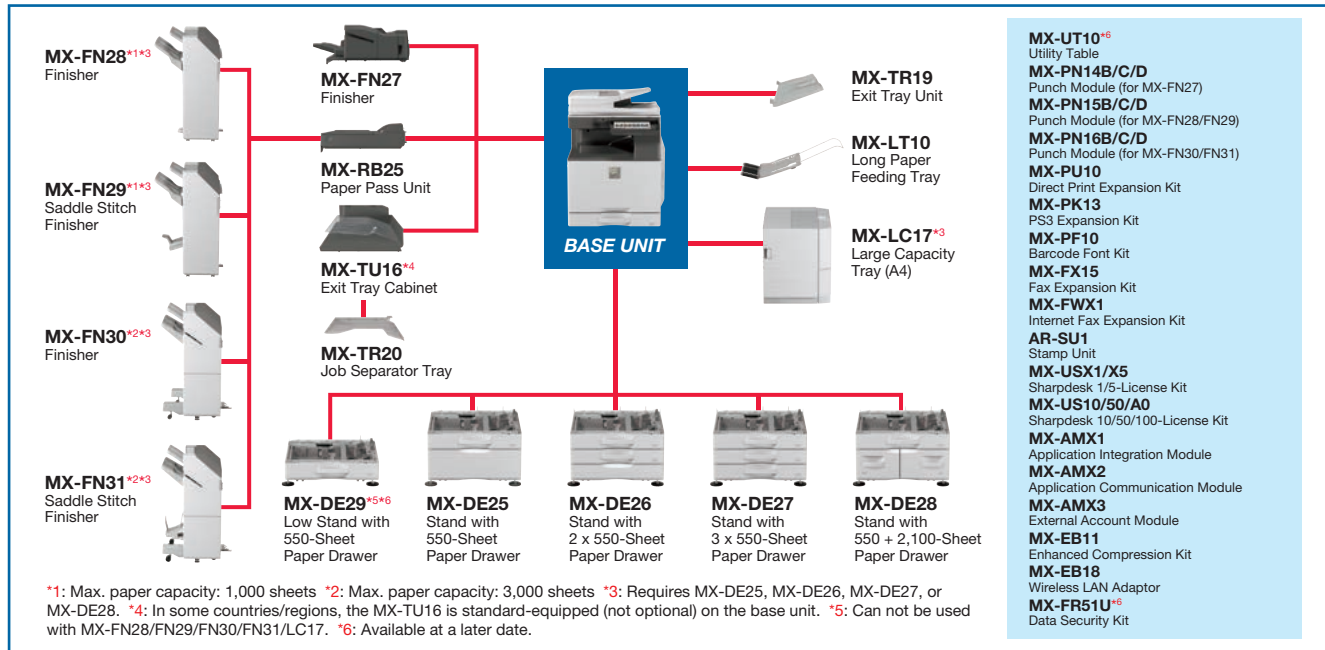 MX-FN28*1*3
Finisher
MX-FN29*1*3
Saddle Stitch
Finisher
MX-FN30*2*3
Finisher
MX-FN31*2*3
Saddle Stitch
Finisher
MX-FN27
Finisher
MX-RB25
Paper Pass Unit
MX-TU16*4
Exit Tray Cabinet
MX-TR20
Job Separator Tray
BASE UNIT
MX-TR19
Exit Tray Unit
MX-LT10
Long Paper
Feeding Tray
MX-LC17*3
Large Capacity
Tray (A4)
MX-DE29*5*6
Low Stand with
550-Sheet
Paper Drawer
MX-DE25
Stand with
550-Sheet
Paper Drawer
MX-DE26
Stand with
2 x 550-Sheet
Paper Drawer
MX-DE27
Stand with
3 x 550-Sheet
Paper Drawer
MX-DE28
Stand with
550 + 2,100-Sheet
Paper Drawer
*1: Max. paper capacity: 1,000 sheets *2: Max. paper capacity: 3,000 sheets *3: Requires MX-DE25, MX-DE26, MX-DE27, or
MX-DE28. *4: In some countries/regions, the MX-TU16 is standard-equipped (not optional) on the base unit. *5: Can not be used
with MX-FN28/FN29/FN30/FN31/LC17. *6: Available at a later date.
MX-UT10*6
Utility Table
MX-PN14B/C/D
Punch Module (for MX-FN27)
MX-PN15B/C/D
Punch Module (for MX-FN28/FN29)
MX-PN16B/C/D
Punch Module (for MX-FN30/FN31)
MX-PU10
Direct Print Expansion Kit
MX-PK13
PS3 Expansion Kit
MX-PF10
Barcode Font Kit
MX-FX15
Fax Expansion Kit
MX-FWX1
Internet Fax Expansion Kit
AR-SU1
Stamp Unit
MX-USX1/X5
Sharpdesk 1/5-License Kit
MX-US10/50/A0
Sharpdesk 10/50/100-License Kit
MX-AMX1
Application Integration Module
MX-AMX2
Application Communication Module
MX-AMX3
External Account Module
MX-EB11
Enhanced Compression Kit
MX-EB18
Wireless LAN Adaptor
MX-FR51U*6
Data Security Kit